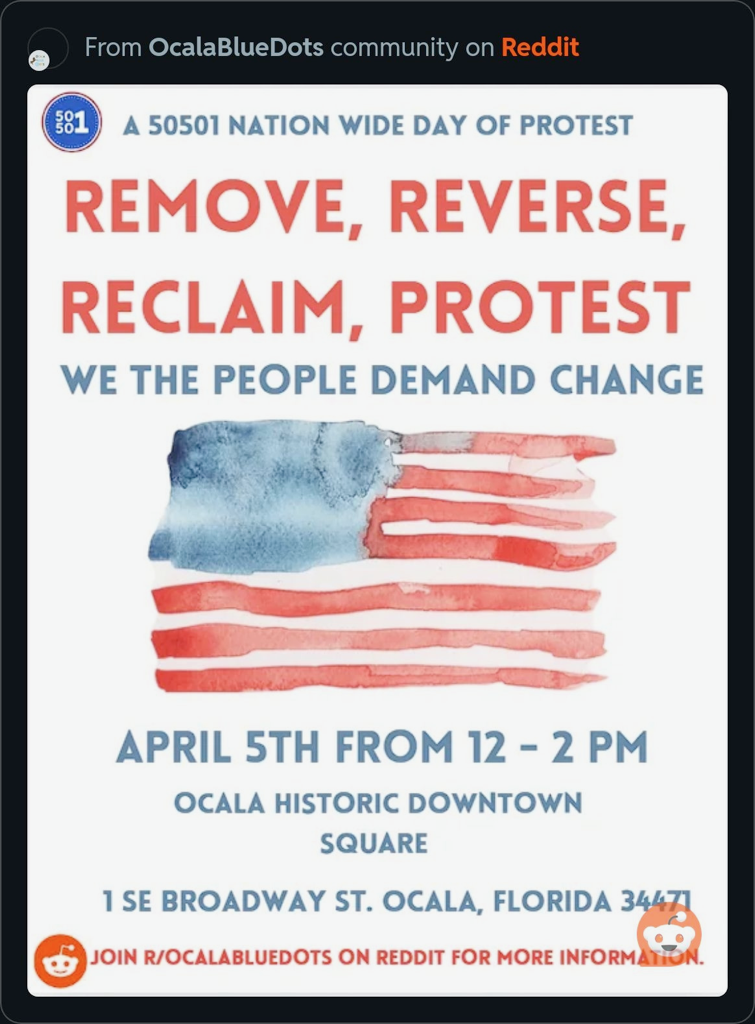 From OcalaBlueDots community on Reddit
50
50
1
A 50501 NATION WIDE DAY OF PROTEST
REMOVE, REVERSE,
RECLAIM, PROTEST
WE THE PEOPLE DEMAND CHANGE
APRIL 5TH FROM 12 - 2 PM
OCALA HISTORIC DOWNTOWN
SQUARE
1 SE BROADWAY ST. OCALA, FLORIDA 34471
JOIN R/OCALABLUEDOTS ON REDDIT FOR MORE INFORMATION.